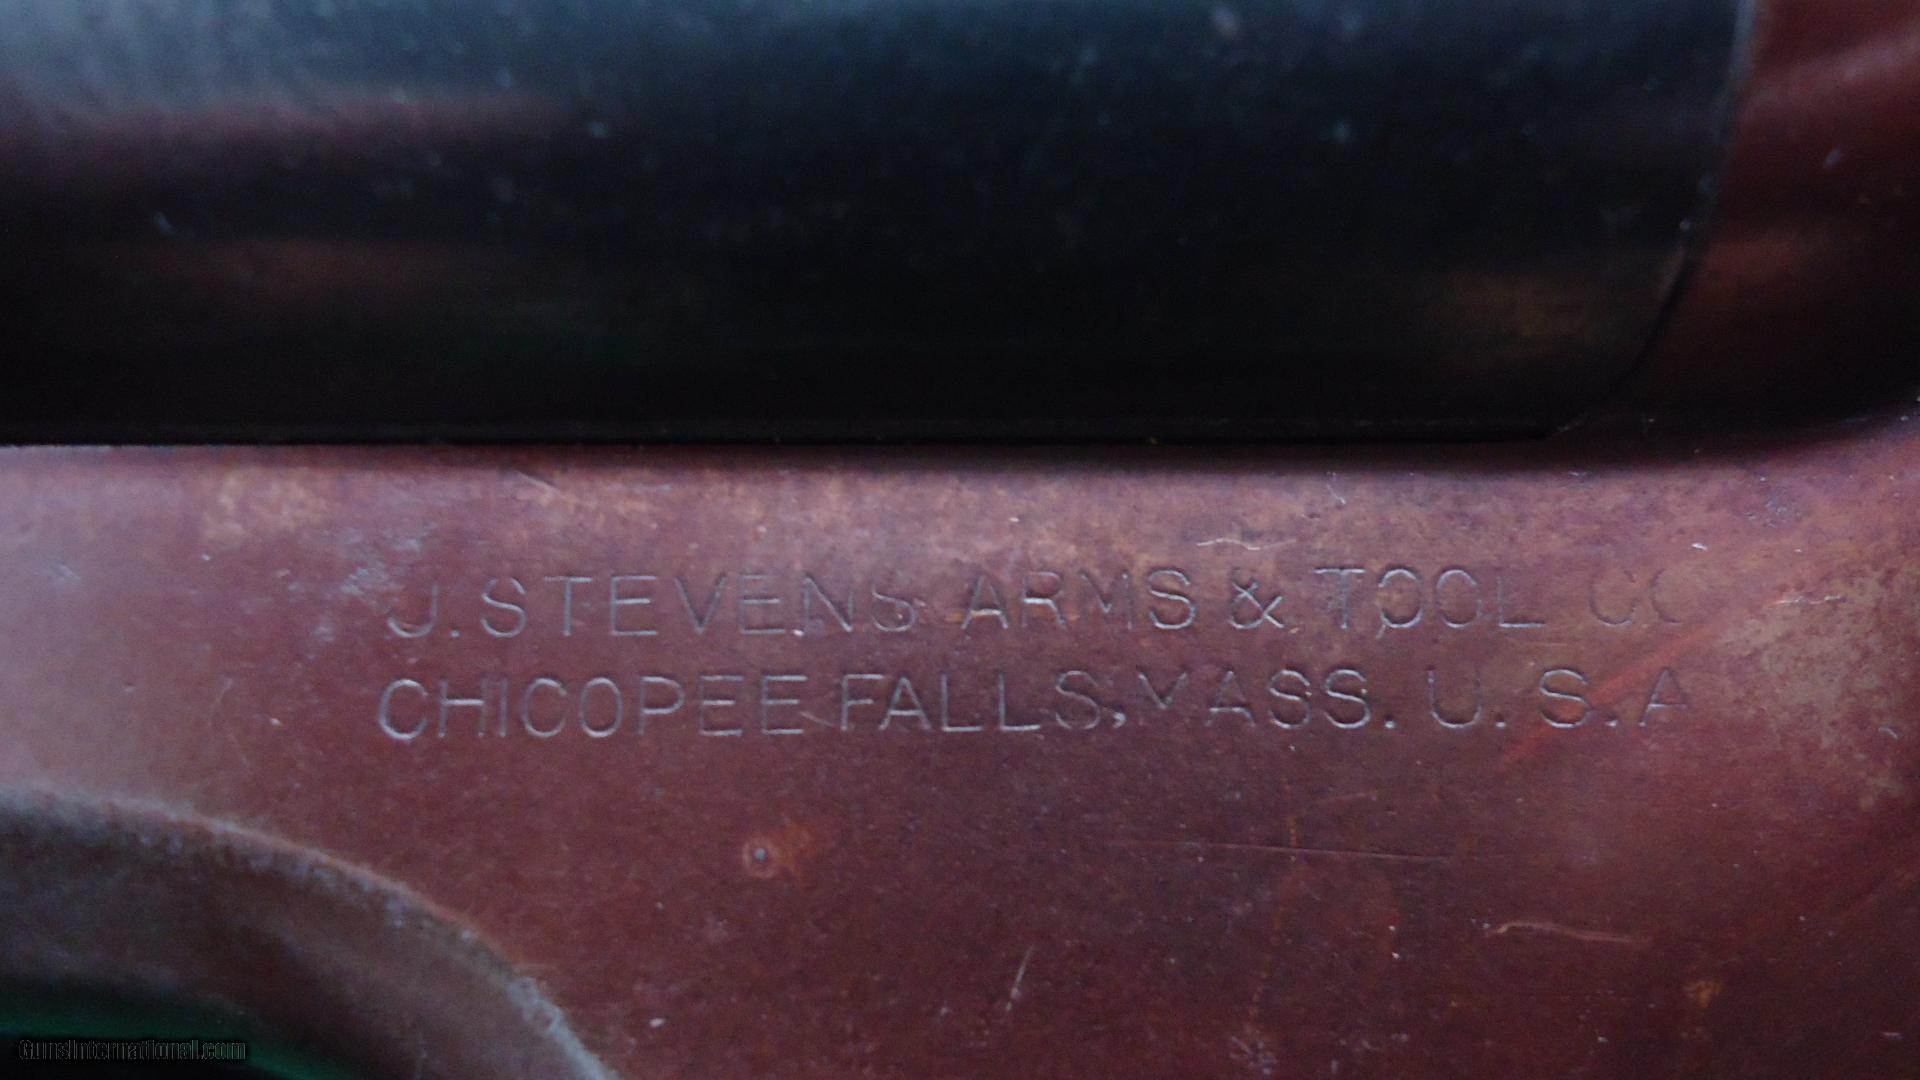 J. STEVENS ARMS & TOOL CO
CHICOPEE FALLS, MASS. U. S. A
GunsInternational.com